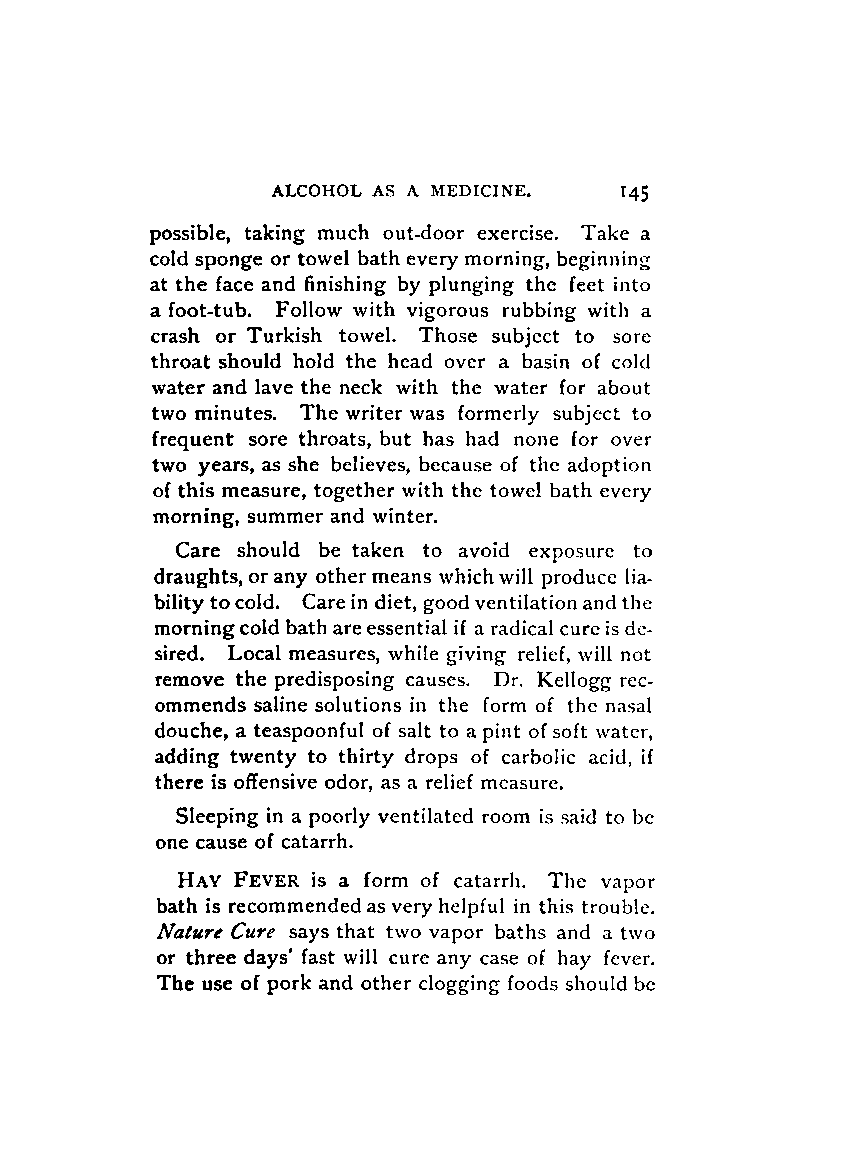 ALCOHOL AS A MEDICINE. 145
possible, taking much out-door exercise. Take a
cold sponge or towel bath every morning, beginning
at the face and finishing by plunging the feet into
a foot-tub. Follow with vigorous rubbing with a
crash or Turkish towel. Those subject to sore
throat should hold the head over a basin of cold
water and lave the neck with the water for about
two minutes. The writer was formerly subject to
frequent sore throats, but has had none for over
two years, as she believes, because of the adoption
of this measure, together with the towel bath every
morning, summer and winter.
Care should be taken to avoid exposure to
draughts, or any other means which will produce lia-
bility to cold. Care in diet, good ventilation and the
morning cold bath are essential if a radical cure is de-
sired. Local measures, while giving relief, will not
remove the predisposing causes. Dr. Kellogg rec-
ommends saline solutions in the form of the nasal
douche, a teaspoonful of salt to a pint of soft water,
adding twenty to thirty drops of carbolic acid, if
there is offensive odor, as a relief measure.
Sleeping in a poorly ventilated room is said to be
one cause of catarrh.
HAY FEVER is a form of catarrh. The vapor
bath is recommended as very helpful in this trouble.
Nature Cure says that two vapor baths and a two
or three days' fast will cure any case of hay fever.
The use of pork and other clogging foods should be